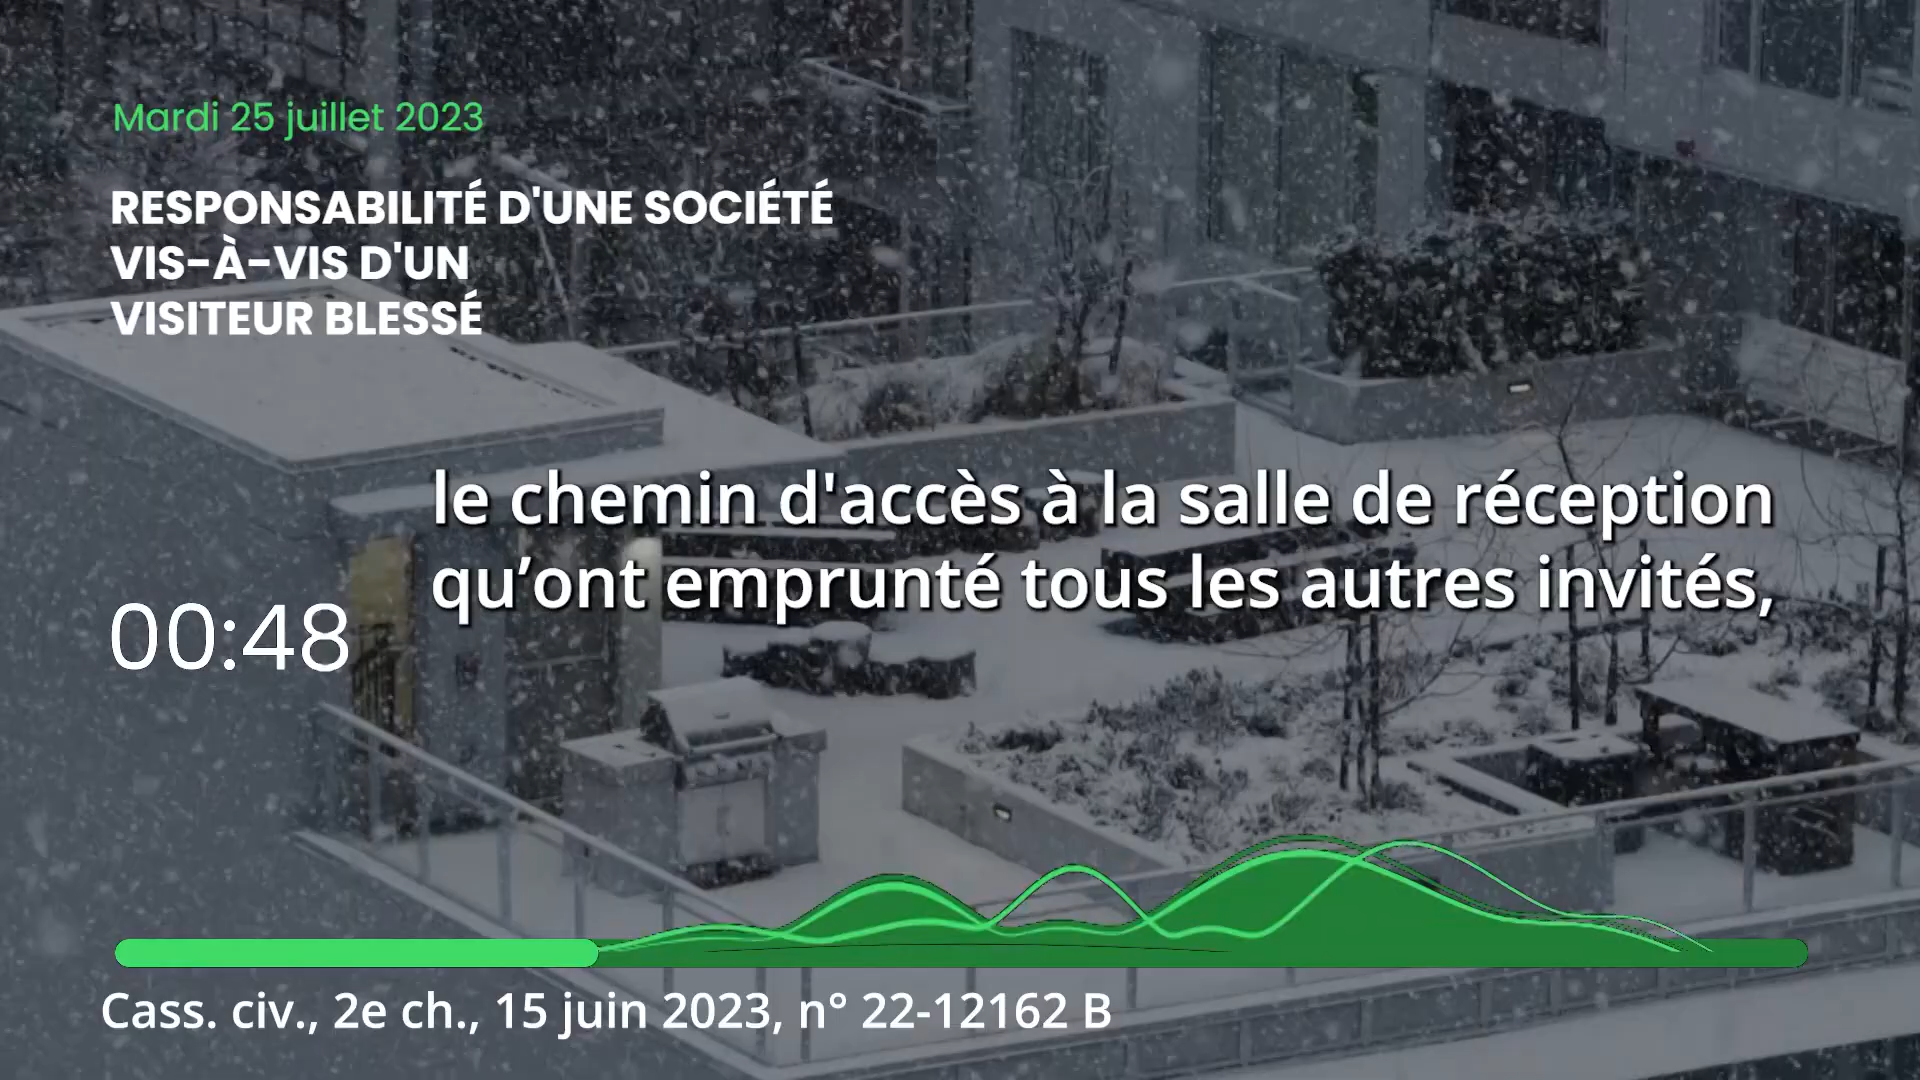 Mardi 25 juillet 2023
RESPONSABILITÉ D'UNE SOCIÉTÉ
VIS-À-VIS D'UN
VISITEUR BLESSÉ
le chemin d'accès à la salle de réception
qu’ont emprunté tous les autres invités,
00:48
Cass. civ., 2e ch., 15 juin 2023, n° 22-12162 B